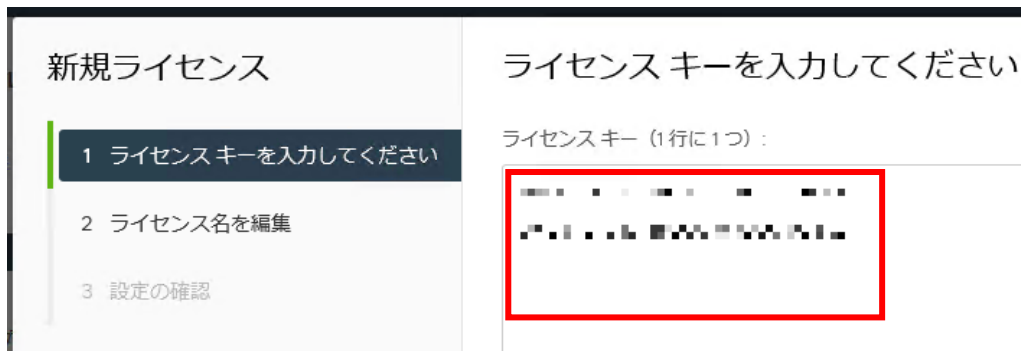 新規ライセンス
1 ライセンス キーを入力してください
2 ライセンス名を編集
3 設定の確認
ライセンス キーを入力してください
ライセンス キー（1行に1つ）: